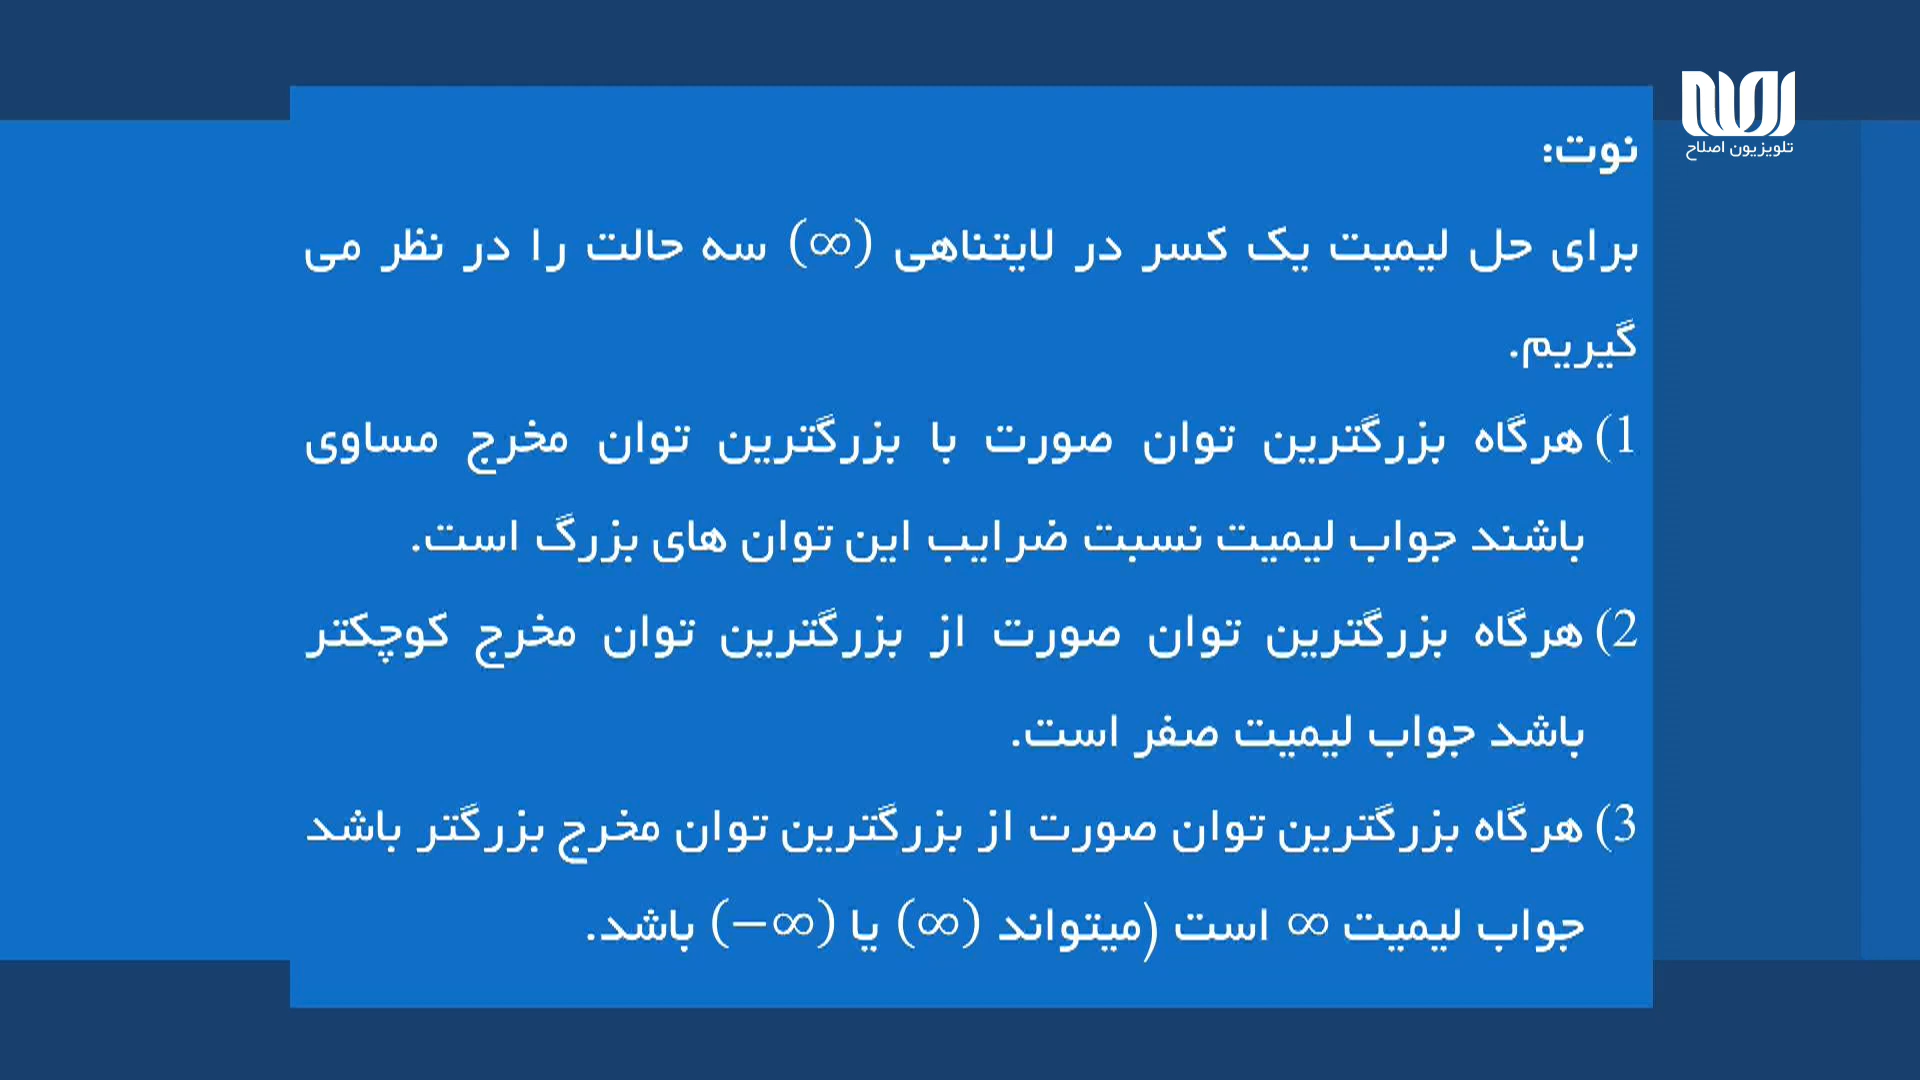 تلویزیون اصلاح
نوت:
برای حل لیمیت یک کسر در لایتناهی (∞) سه حالت را در نظر می
گیریم.
1) هرگاه بزرگترین توان صورت با بزرگترین توان مخرج مساوی
باشند جواب لیمیت نسبت ضرایب این توان های بزرگ است.
2) هرگاه بزرگترین توان صورت از بزرگترین توان مخرج کوچکتر
باشد جواب لیمیت صفر است.
3) هرگاه بزرگترین توان صورت از بزرگترین توان مخرج بزرگتر باشد
جواب لیمیت ∞ است (میتواند (∞) یا (∞−) باشد.